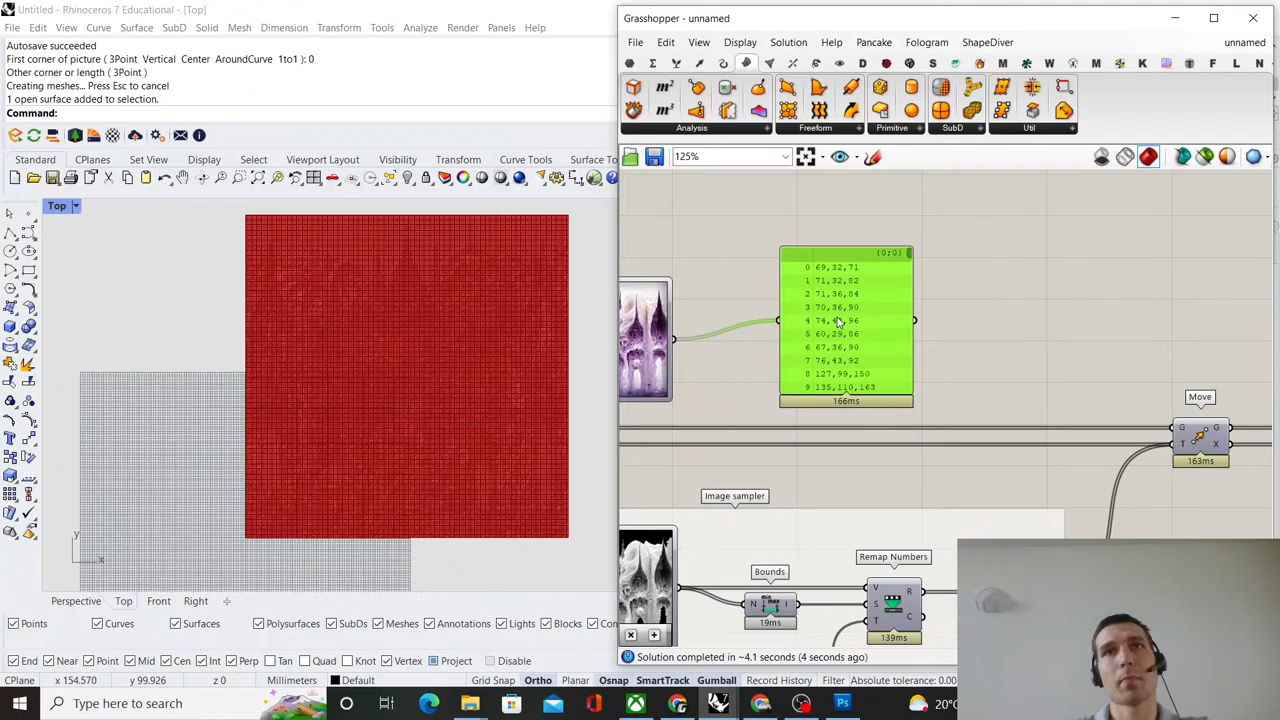 Untitled - Rhinoceros 7 Educational - [Top]
File Edit View Curve Surface SubD Solid Mesh Dimension Transform Tools Analyze Render Panels Help
Autosave succeeded
First corner of picture ( 3Point Vertical Center AroundCurve 1to1 ): 0
Other corner or length ( 3Point )
Creating meshes... Press Esc to cancel
1 open surface added to selection.
Command:
Standard CPlanes Set View Display Select Viewport Layout Visibility Transform Curve Tools Surface To
Top
y
x
Perspective Top Front Right
Points Curves Surfaces Polysurfaces SubDs Meshes Annotations Lights Blocks Con
End Near Point Mid Cen Int Perp Tan Quad Knot Vertex Project Disable
CPlane x 154.570 y 99.926 z 0 Millimeters Default Grid Snap Ortho Planar Osnap SmartTrack Gumball Record History Filter Absolute tolerance: 0.00
Grasshopper - unnamed
File Edit View Display Solution Help Pancake Fologram ShapeDiver unnamed
Analysis Freeform Primitive SubD Util
125%
{0;0}
0 69,32,71
1 71,32,82
2 71,36,84
3 70,36,90
5 60,29,86
6 67,36,90
7 76,43,92
8 127,99,150
9 135,110,163
166ms
Move
G G
T X
163ms
Image sampler
Bounds
N I
19ms
Remap Numbers
V R
S
T C
139ms
Solution completed in ~4.1 seconds (4 seconds ago)
Type here to search
20°C